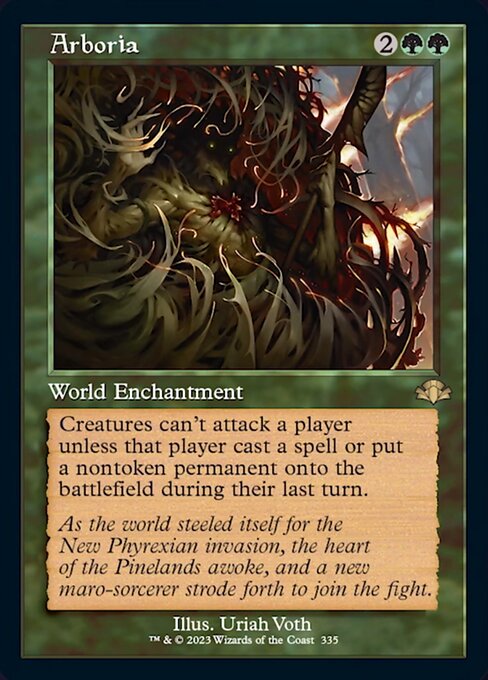 Arboria 2
World Enchantment
Creatures can't attack a player
unless that player cast a spell or put
a nontoken permanent onto the
battlefield during their last turn.
As the world steeled itself for the
New Phyrexian invasion, the heart
of the Pinelands awoke, and a new
maro-sorcerer strode forth to join the fight.
Illus. Uriah Voth
™ & © 2023 Wizards of the Coast 335